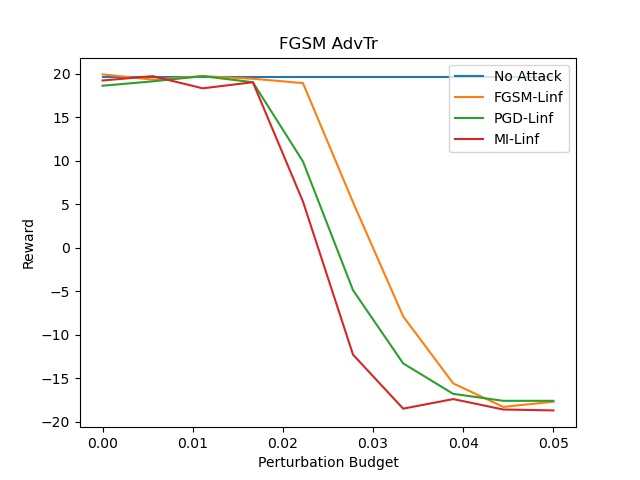 FGSM AdvTr
No Attack
FGSM-Linf
PGD-Linf
MI-Linf
20
15
10
5
0
−5
−10
−15
−20
Reward
0.00 0.01 0.02 0.03 0.04 0.05
Perturbation Budget